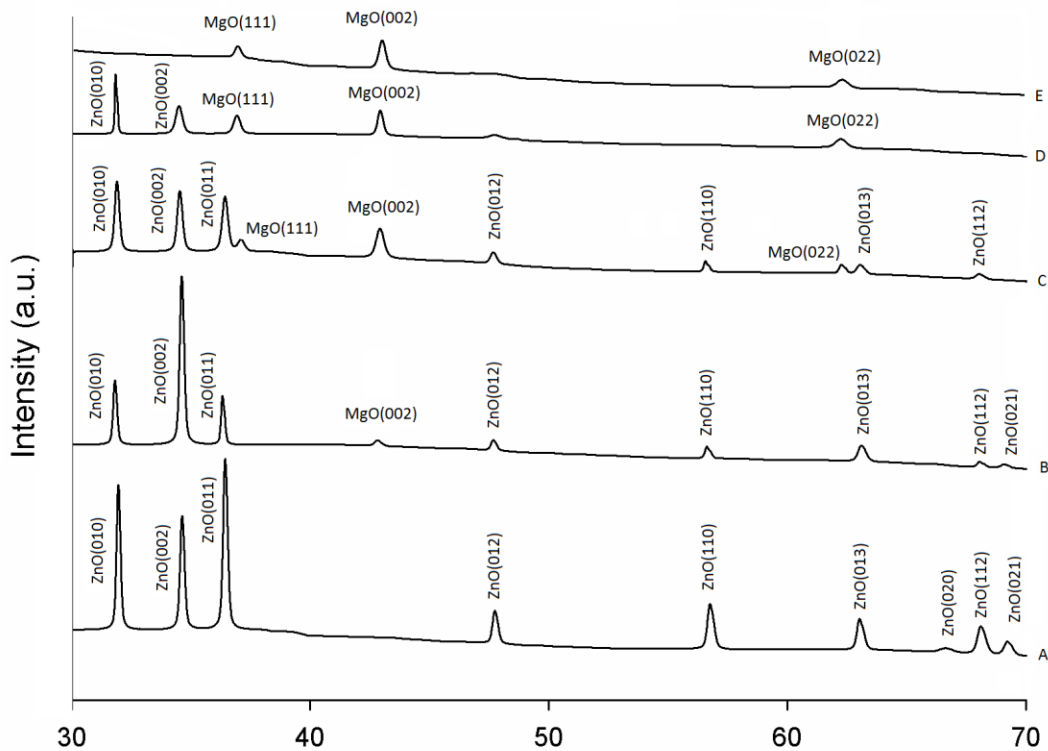 MgO(111)
MgO(002)
MgO(022)
E
ZnO(010)
ZnO(002)
MgO(111)
MgO(002)
MgO(022)
D
ZnO(010)
ZnO(002)
ZnO(011)
MgO(111)
MgO(002)
ZnO(012)
ZnO(110)
MgO(022)
ZnO(013)
ZnO(112)
C
ZnO(010)
ZnO(002)
ZnO(011)
MgO(002)
ZnO(012)
ZnO(110)
ZnO(013)
ZnO(112)
ZnO(021)
B
ZnO(010)
ZnO(002)
ZnO(011)
ZnO(012)
ZnO(110)
ZnO(013)
ZnO(020)
ZnO(112)
ZnO(021)
A
Intensity (a.u.)
30 40 50 60 70